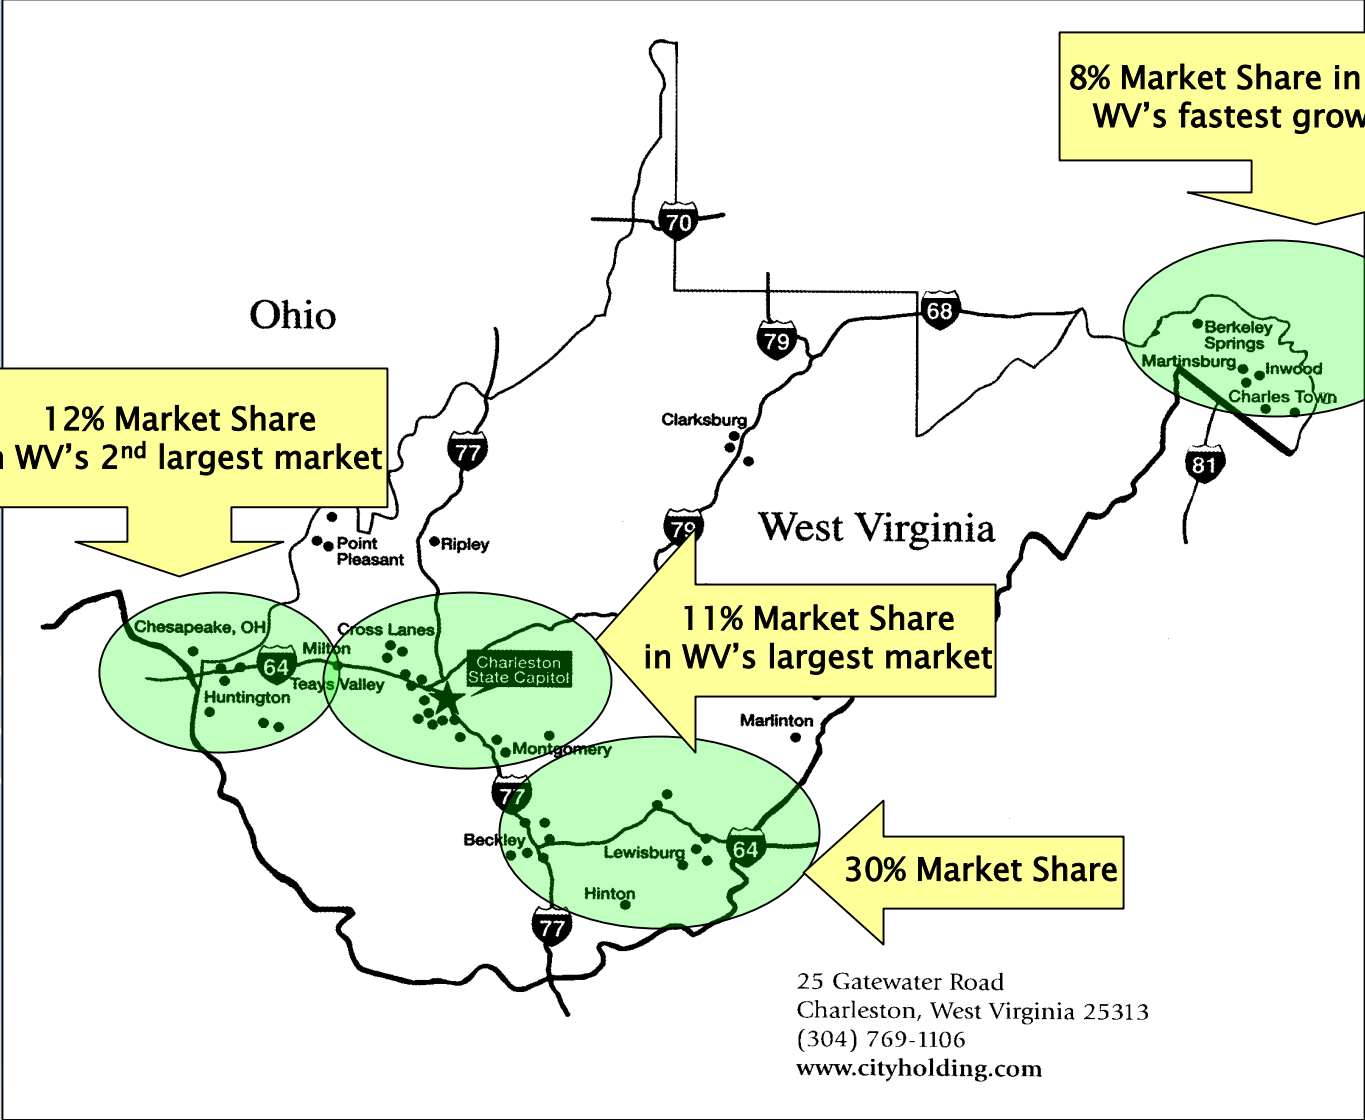 8% Market Share in
WV's fastest grow
70
Ohio
68
79
Berkeley
Springs
Martinsburg
Inwood
Charles Town
12% Market Share
WV's 2nd largest market
Clarksburg
77
81
79
West Virginia
Point
Pleasant
Ripley
11% Market Share
in WV's largest market
Chesapeake, OH
Cross Lanes
Milton
64
Charleston
State Capitol
Teays Valley
Huntington
Marlinton
Montgomery
77
Beckley
Lewisburg
64
30% Market Share
Hinton
77
25 Gatewater Road
Charleston, West Virginia 25313
(304) 769-1106
www.cityholding.com